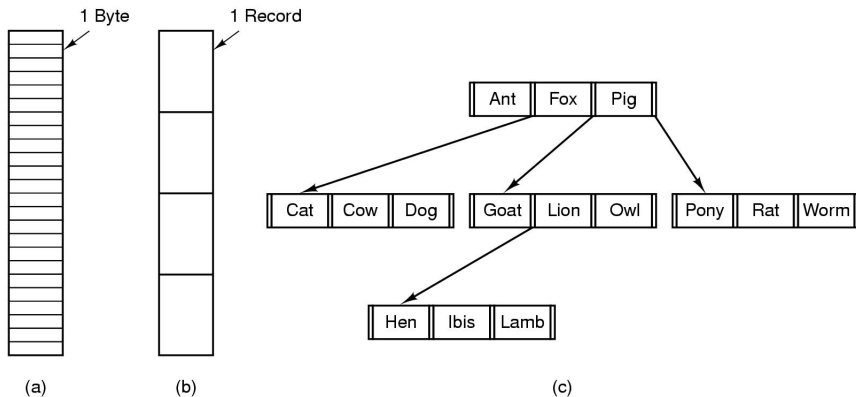 1 Byte
1 Record
Ant Fox Pig
Cat Cow Dog
Goat Lion Owl
Pony Rat Worm
Hen Ibis Lamb
(a)
(b)
(c)